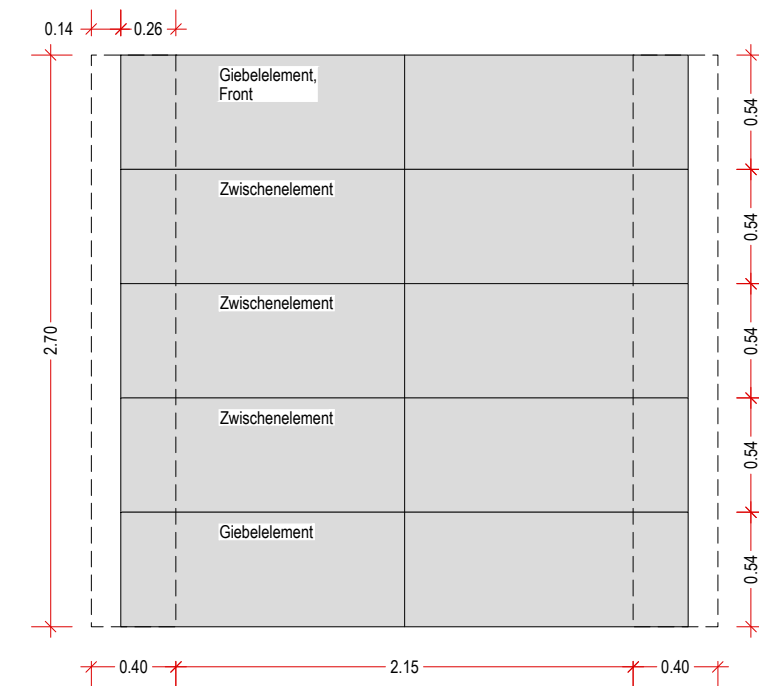 0.14 0.26
Giebelelement,
Front
0.54
Zwischenelement
0.54
Zwischenelement
2.70
0.54
Zwischenelement
0.54
Giebelelement
0.54
0.40 2.15 0.40